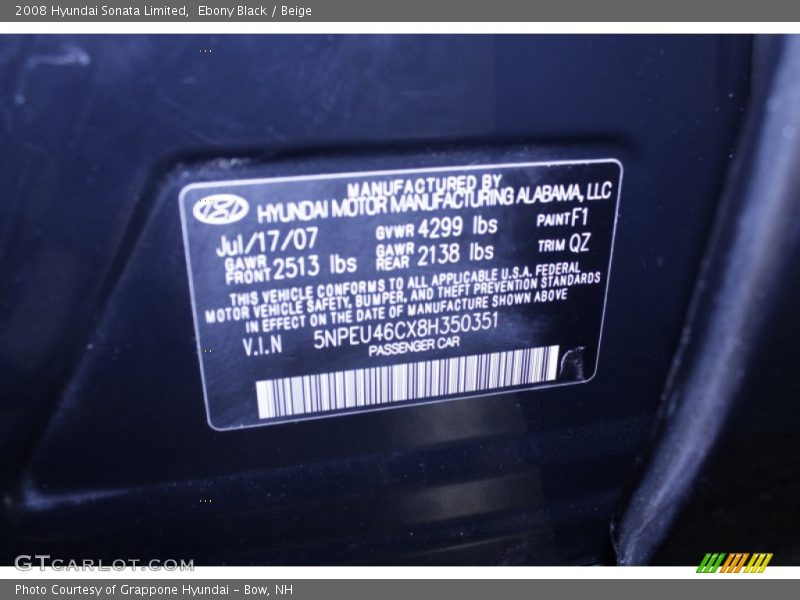 2008 Hyundai Sonata Limited, Ebony Black / Beige
MANUFACTURED BY
HYUNDAI MOTOR MANUFACTURING ALABAMA, LLC
Jul/17/07 GVWR 4299 lbs PAINT F1
GAWR FRONT 2513 lbs GAWR REAR 2138 lbs TRIM QZ
THIS VEHICLE CONFORMS TO ALL APPLICABLE U.S.A. FEDERAL
MOTOR VEHICLE SAFETY, BUMPER, AND THEFT PREVENTION STANDARDS
IN EFFECT ON THE DATE OF MANUFACTURE SHOWN ABOVE
V.I.N 5NPEU46CX8H350351
PASSENGER CAR
GTCARLOT.COM
Photo Courtesy of Grappone Hyundai - Bow, NH